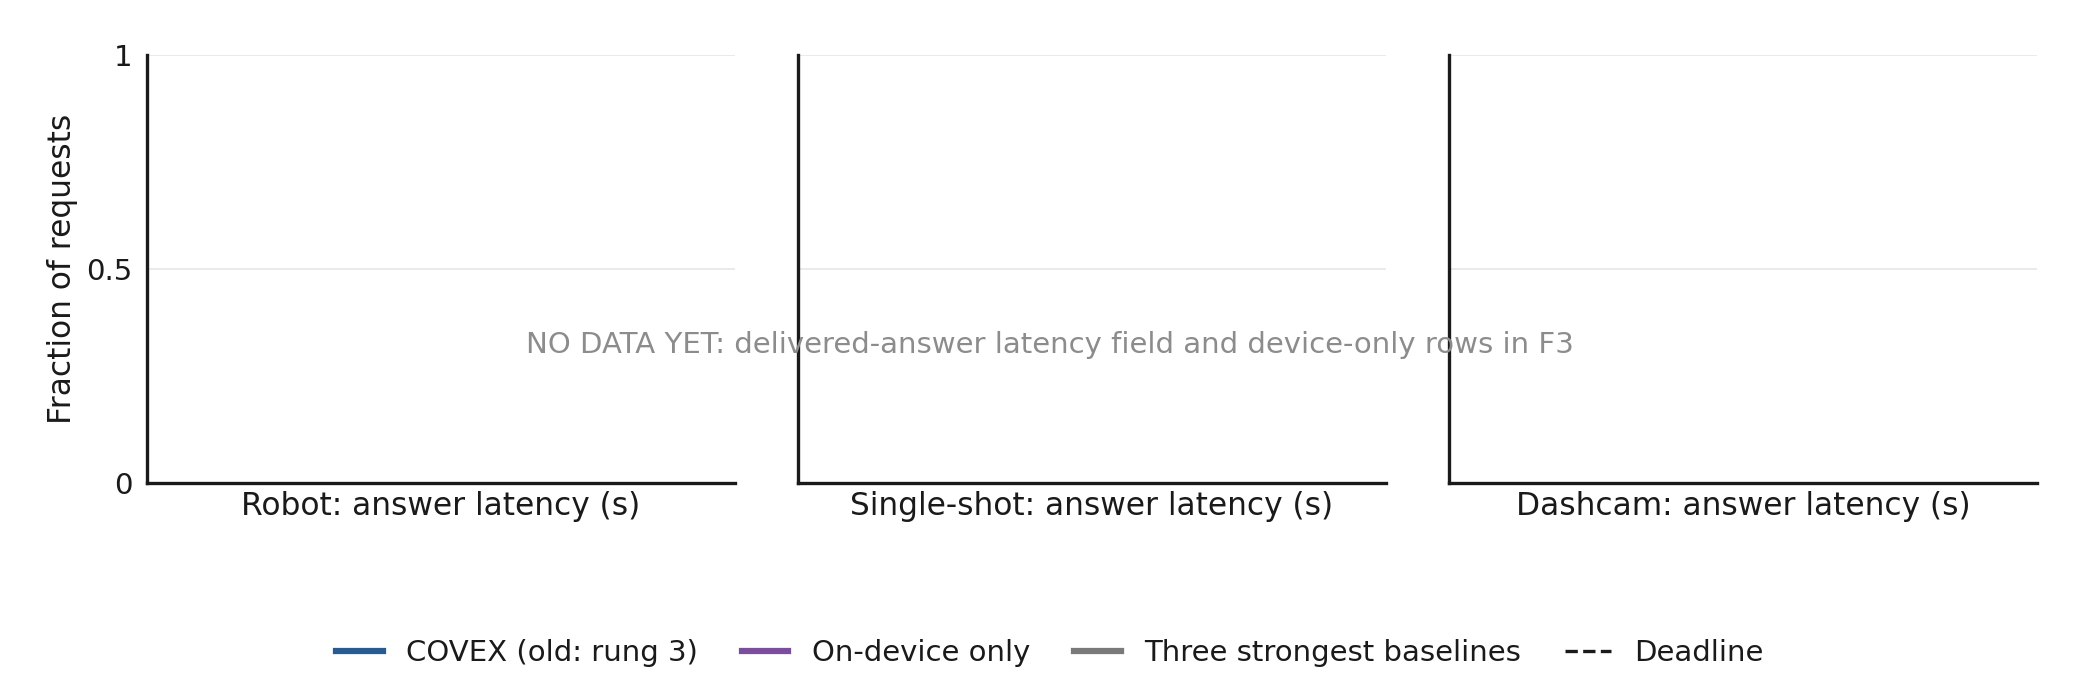 1
0.5
0
Fraction of requests
NO DATA YET: delivered-answer latency field and device-only rows in F3
Robot: answer latency (s)
Single-shot: answer latency (s)
Dashcam: answer latency (s)
COVEX (old: rung 3)
On-device only
Three strongest baselines
Deadline